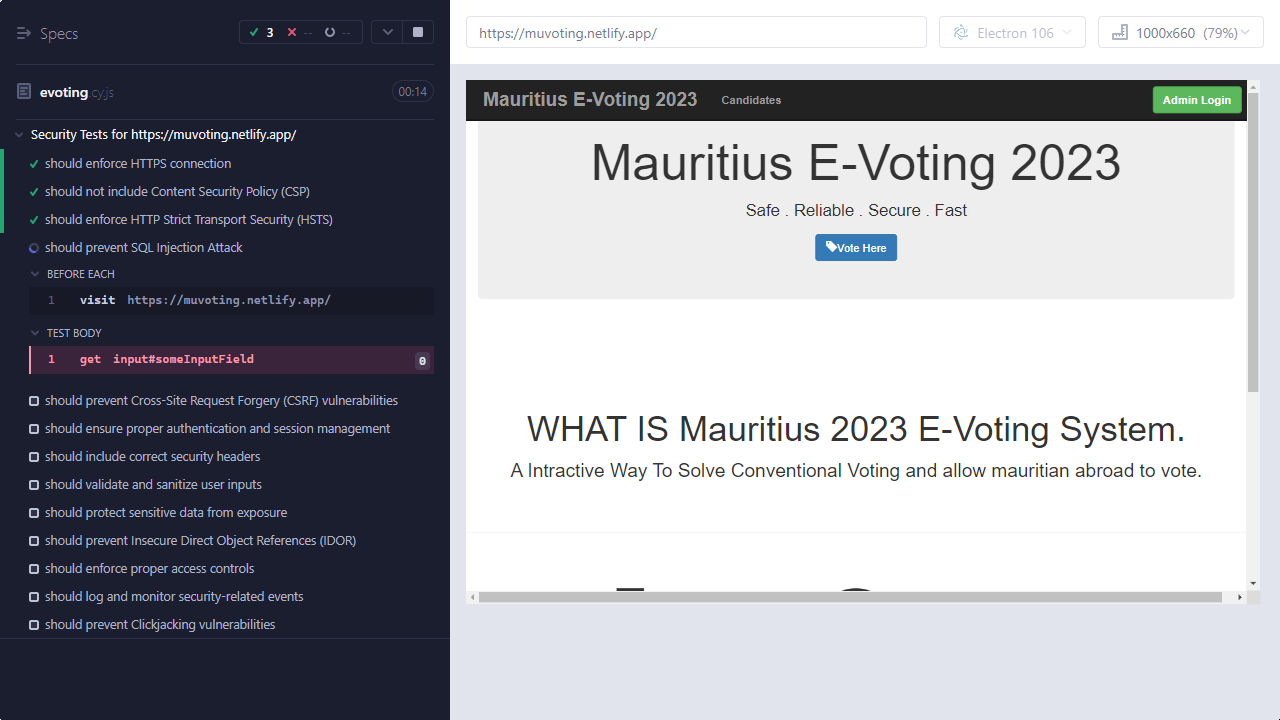 Specs
3 -- --
evoting.cy.js 00:14
Security Tests for https://muvoting.netlify.app/
should enforce HTTPS connection
should not include Content Security Policy (CSP)
should enforce HTTP Strict Transport Security (HSTS)
should prevent SQL Injection Attack
BEFORE EACH
1 visit https://muvoting.netlify.app/
TEST BODY
1 get input#someInputField 0
should prevent Cross-Site Request Forgery (CSRF) vulnerabilities
should ensure proper authentication and session management
should include correct security headers
should validate and sanitize user inputs
should protect sensitive data from exposure
should prevent Insecure Direct Object References (IDOR)
should enforce proper access controls
should log and monitor security-related events
should prevent Clickjacking vulnerabilities
https://muvoting.netlify.app/
Electron 106
1000x660 (79%)
Mauritius E-Voting 2023 Candidates Admin Login
Mauritius E-Voting 2023
Safe . Reliable . Secure . Fast
Vote Here
WHAT IS Mauritius 2023 E-Voting System.
A Intractive Way To Solve Conventional Voting and allow mauritian abroad to vote.